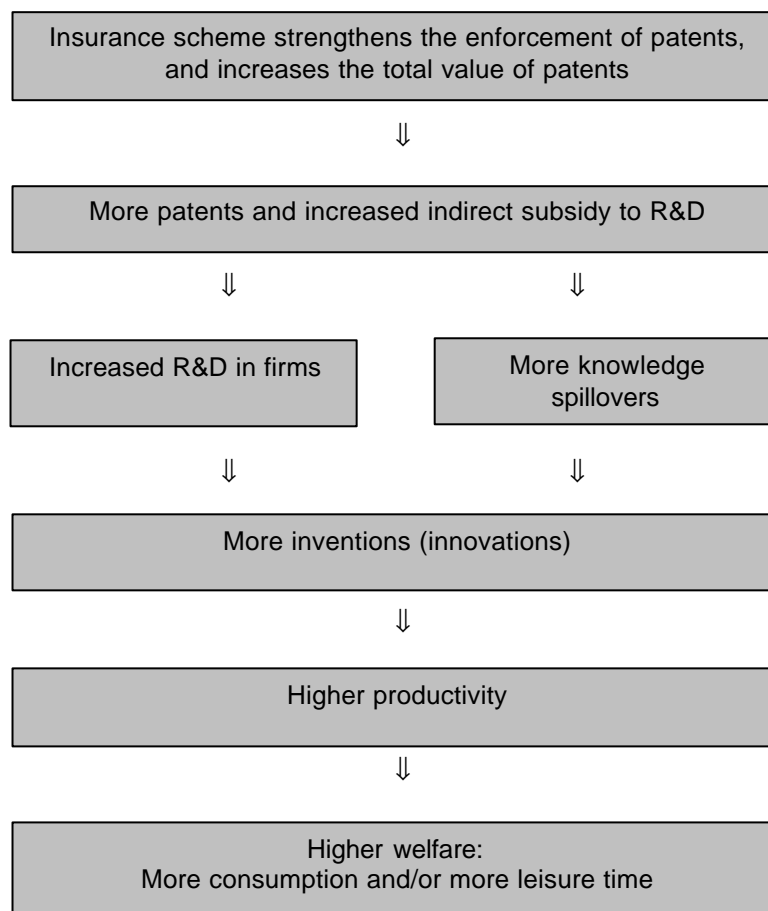 Insurance scheme strengthens the enforcement of patents,
and increases the total value of patents
⇓
More patents and increased indirect subsidy to R&D
⇓ ⇓
Increased R&D in firms
More knowledge
spillovers
⇓ ⇓
More inventions (innovations)
⇓
Higher productivity
⇓
Higher welfare:
More consumption and/or more leisure time